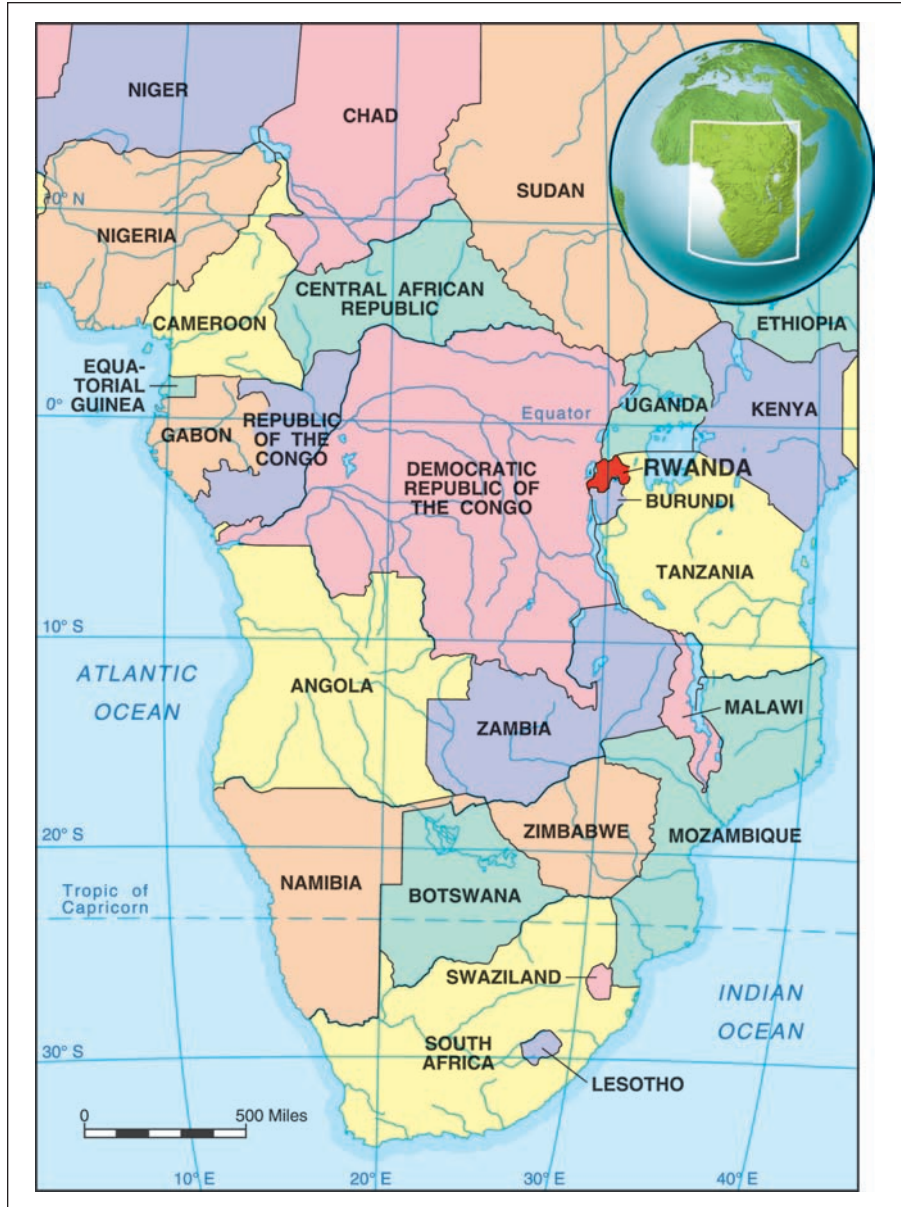 NIGER
CHAD
SUDAN
10° N
NIGERIA
CENTRAL AFRICAN
REPUBLIC
CAMEROON
ETHIOPIA
EQUA-
TORIAL
GUINEA
0°
GABON
REPUBLIC
OF THE
CONGO
Equator
UGANDA
KENYA
DEMOCRATIC
REPUBLIC OF
THE CONGO
RWANDA
BURUNDI
TANZANIA
10° S
ATLANTIC
OCEAN
ANGOLA
ZAMBIA
MALAWI
20° S
ZIMBABWE
MOZAMBIQUE
NAMIBIA
BOTSWANA
Tropic of
Capricorn
SWAZILAND
INDIAN
OCEAN
30° S
SOUTH
AFRICA
LESOTHO
0 500 Miles
10° E 20° E 30° E 40° E